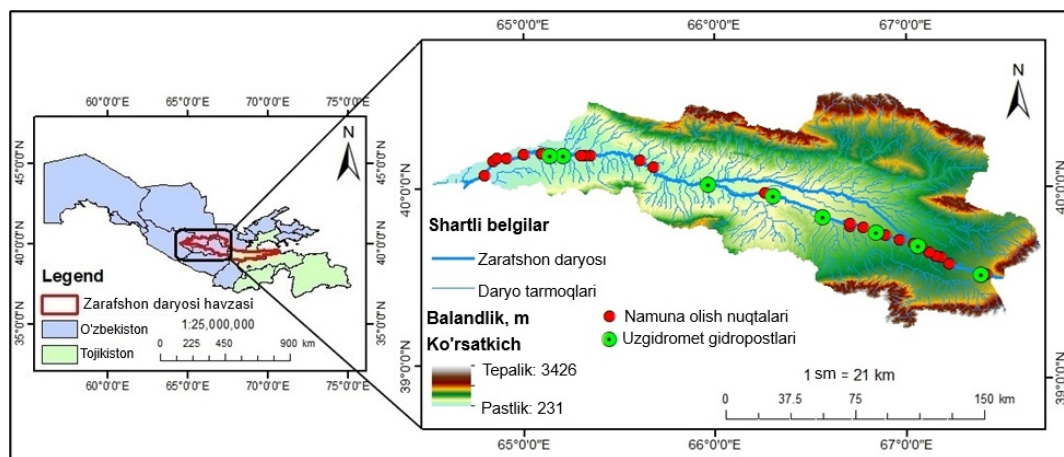 65°0'0"E 66°0'0"E 67°0'0"E
60°0'0"E 65°0'0"E 70°0'0"E 75°0'0"E
N
N
45°0'0"N
45°0'0"N
40°0'0"N
40°0'0"N
35°0'0"N
35°0'0"N
Legend
Zarafshon daryosi havzasi
1:25,000,000
O'zbekiston
0 225 450 900 km
Tojikiston
60°0'0"E 65°0'0"E 70°0'0"E 75°0'0"E
40°0'0"N
40°0'0"N
39°0'0"N
39°0'0"N
Shartli belgilar
Zarafshon daryosı
Daryo tarmoqlari
Balandlik, m
Ko'rsatkich
Tepalik: 3426
Pastlik: 231
Namuna olish nuqtalari
Uzgidromet gidropostlari
1 sm = 21 km
0 37.5 75 150 km
65°0'0"E 66°0'0"E 67°0'0"E